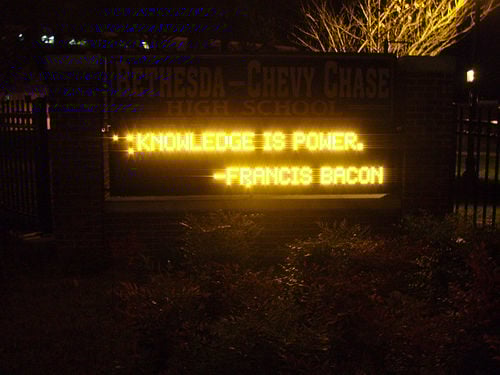 BETHESDA-CHEVY CHASE
HIGH SCHOOL
"KNOWLEDGE IS POWER.
-FRANCIS BACON